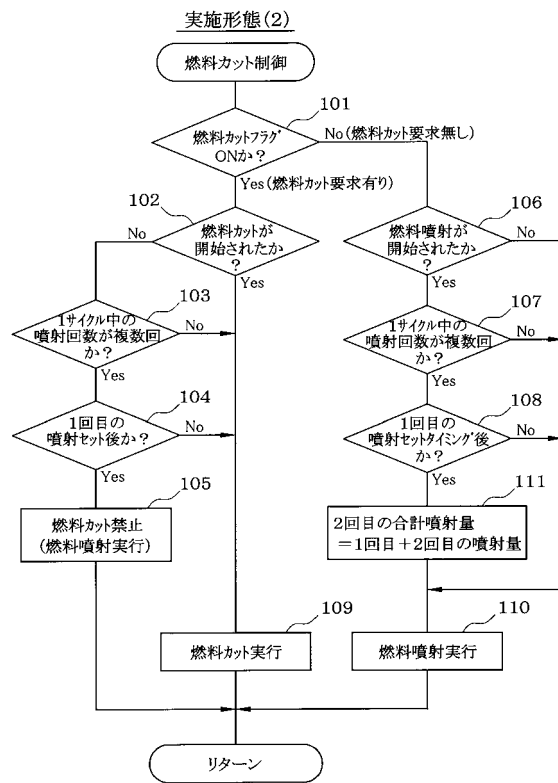 実施形態(2)
燃料カット制御
101
燃料カットフラグ
ONか?
No(燃料カット要求無し)
Yes(燃料カット要求有り)
102
燃料カットが
開始されたか
?
No
Yes
106
燃料噴射が
開始されたか
?
No
Yes
103
1サイクル中の
噴射回数が複数回
か?
No
Yes
107
1サイクル中の
噴射回数が複数回
か?
No
Yes
104
1回目の
噴射セット後か?
No
Yes
108
1回目の
噴射セットタイミング後
か?
No
Yes
105
燃料カット禁止
(燃料噴射実行)
111
2回目の合計噴射量
=1回目+2回目の噴射量
109
燃料カット実行
110
燃料噴射実行
リターン